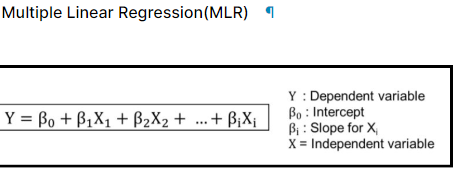 Multiple Linear Regression(MLR) ¶
Y = β₀ + β₁X₁ + β₂X₂ + ...+ βᵢXᵢ
Y : Dependent variable
β₀ : Intercept
βᵢ : Slope for Xᵢ
X = Independent variable